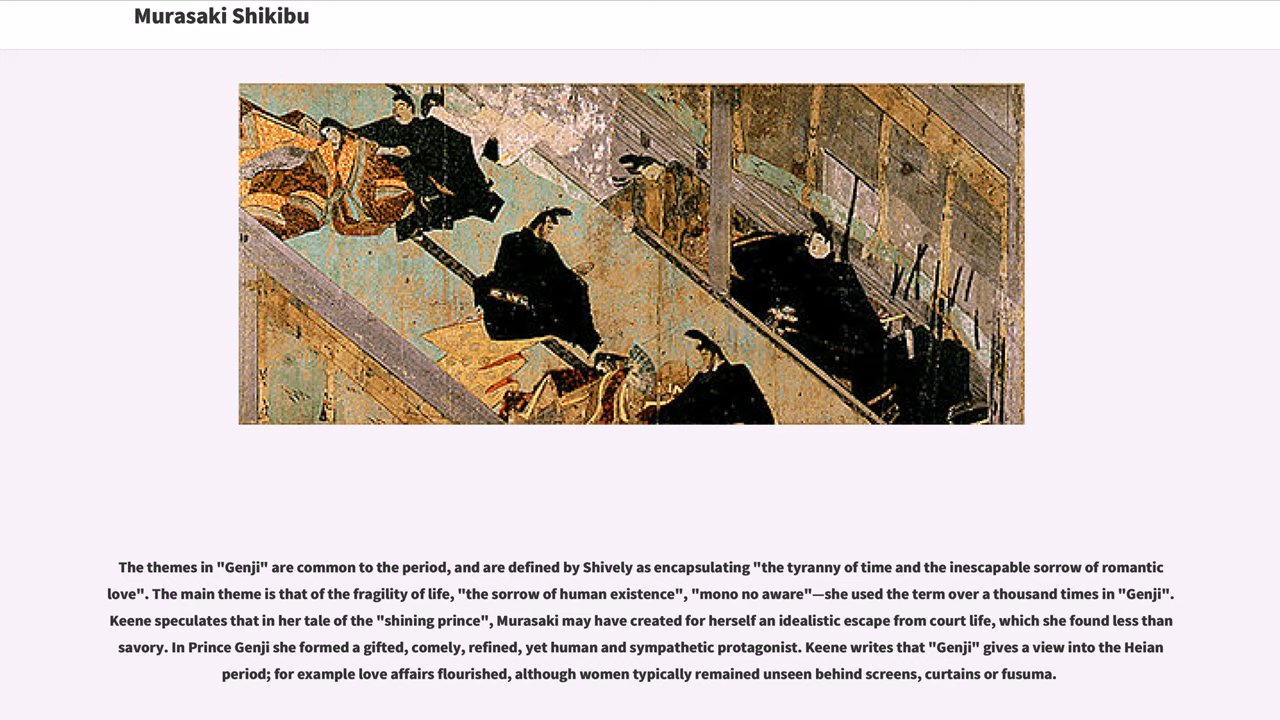 Murasaki Shikibu
The themes in "Genji" are common to the period, and are defined by Shively as encapsulating "the tyranny of time and the inescapable sorrow of romantic
love". The main theme is that of the fragility of life, "the sorrow of human existence", "mono no aware"—she used the term over a thousand times in "Genji".
Keene speculates that in her tale of the "shining prince", Murasaki may have created for herself an idealistic escape from court life, which she found less than
savory. In Prince Genji she formed a gifted, comely, refined, yet human and sympathetic protagonist. Keene writes that "Genji" gives a view into the Heian
period; for example love affairs flourished, although women typically remained unseen behind screens, curtains or fusuma.